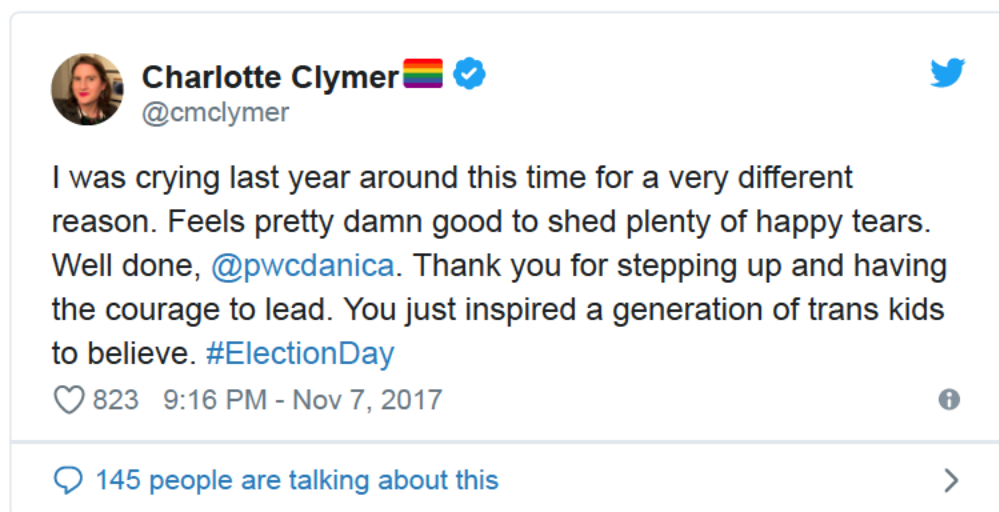 Charlotte Clymer
@cmclymer
I was crying last year around this time for a very different
reason. Feels pretty damn good to shed plenty of happy tears.
Well done, @pwcdanica. Thank you for stepping up and having
the courage to lead. You just inspired a generation of trans kids
to believe. #ElectionDay
823 9:16 PM - Nov 7, 2017
145 people are talking about this